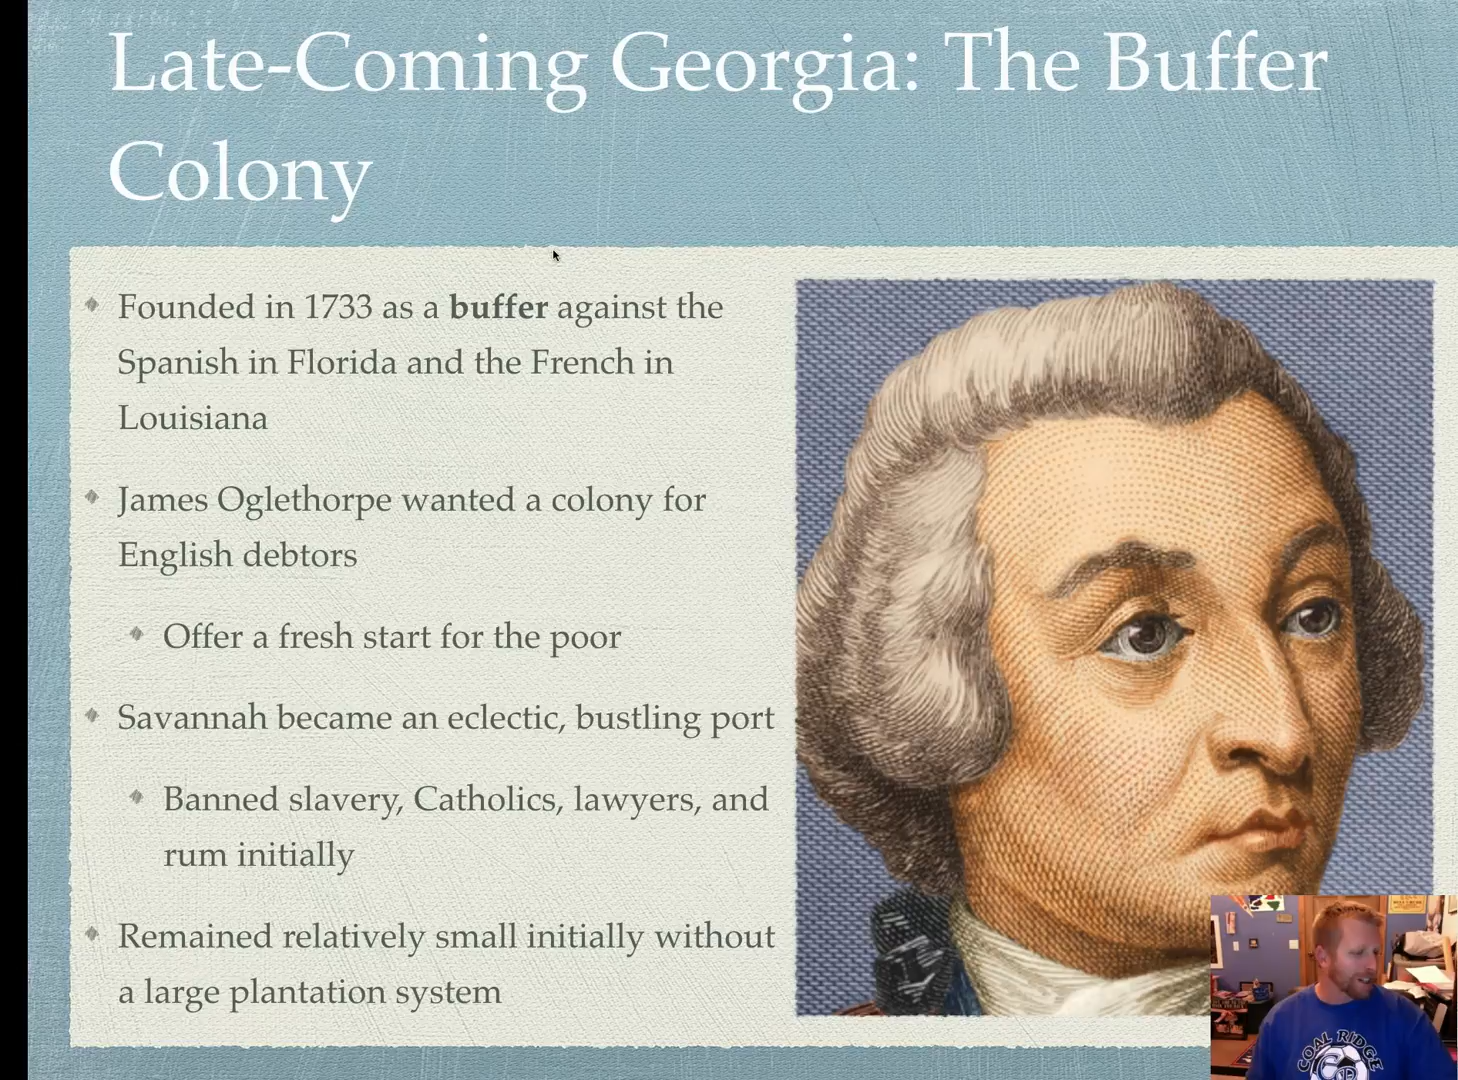 Late-Coming Georgia: The Buffer
Colony
Founded in 1733 as a buffer against the
Spanish in Florida and the French in
Louisiana
James Oglethorpe wanted a colony for
English debtors
Offer a fresh start for the poor
Savannah became an eclectic, bustling port
Banned slavery, Catholics, lawyers, and
rum initially
Remained relatively small initially without
a large plantation system
COAL RIDGE